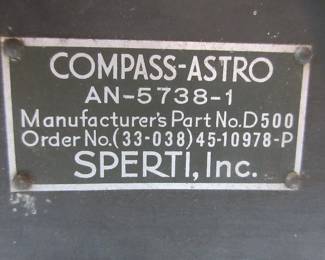 COMPASS-ASTRO
AN-5738-1
Manufacturer's Part No. D500
Order No. (33-038) 45-10978-P
SPERTI, Inc.